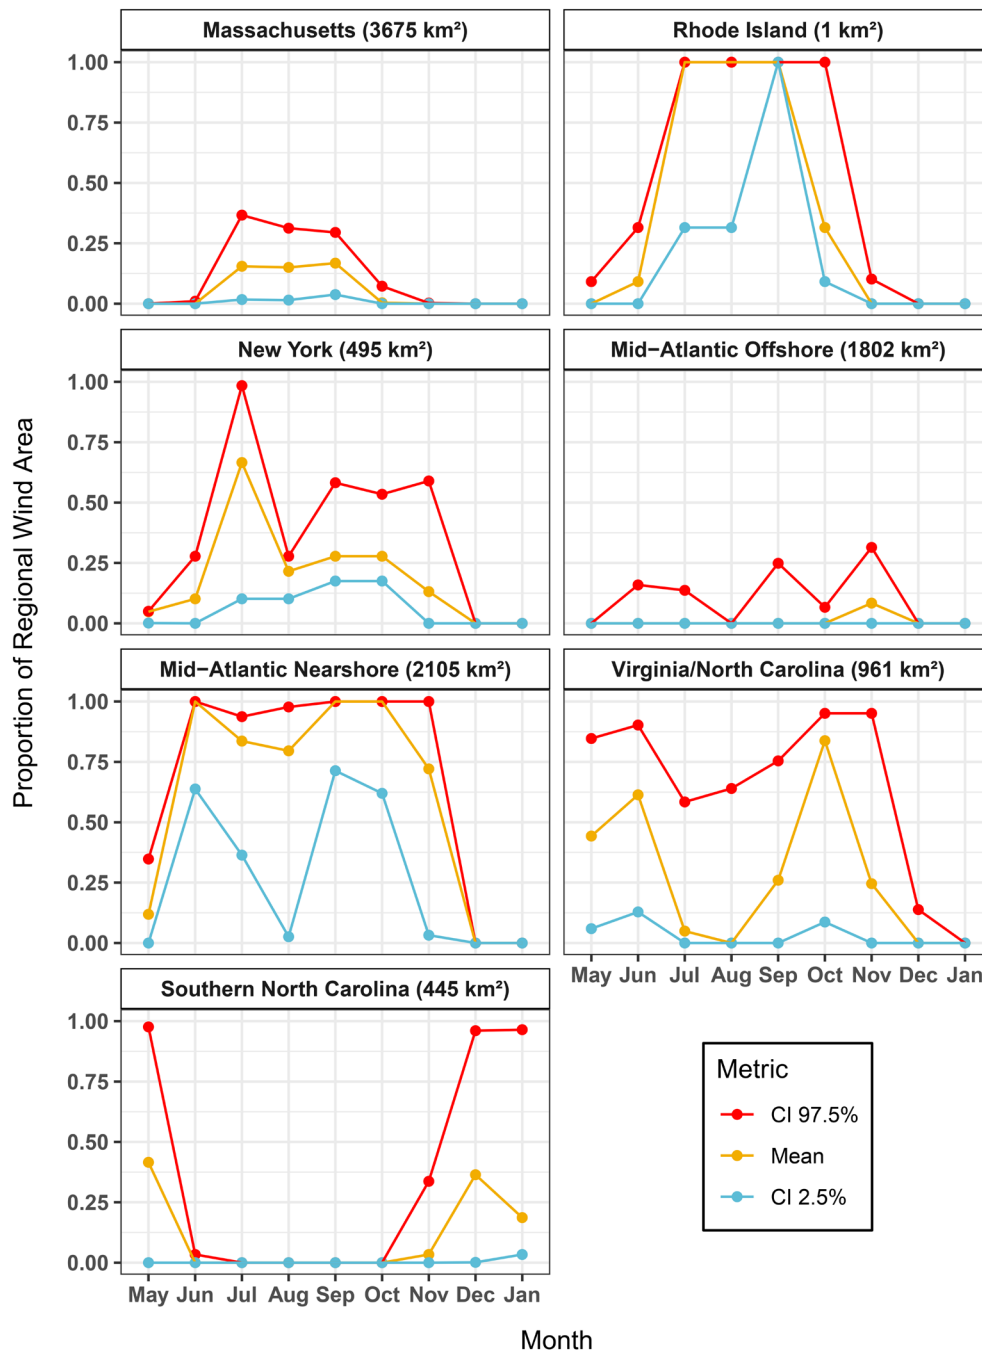 Massachusetts (3675 km²)
Rhode Island (1 km²)
1.00
0.75
0.50
0.25
0.00
New York (495 km²)
Mid−Atlantic Offshore (1802 km²)
1.00
0.75
0.50
0.25
0.00
Mid−Atlantic Nearshore (2105 km²)
Virginia/North Carolina (961 km²)
1.00
0.75
0.50
0.25
0.00
May Jun Jul Aug Sep Oct Nov Dec Jan
Southern North Carolina (445 km²)
1.00
0.75
0.50
0.25
0.00
May Jun Jul Aug Sep Oct Nov Dec Jan
Proportion of Regional Wind Area
Month
Metric
CI 97.5%
Mean
CI 2.5%